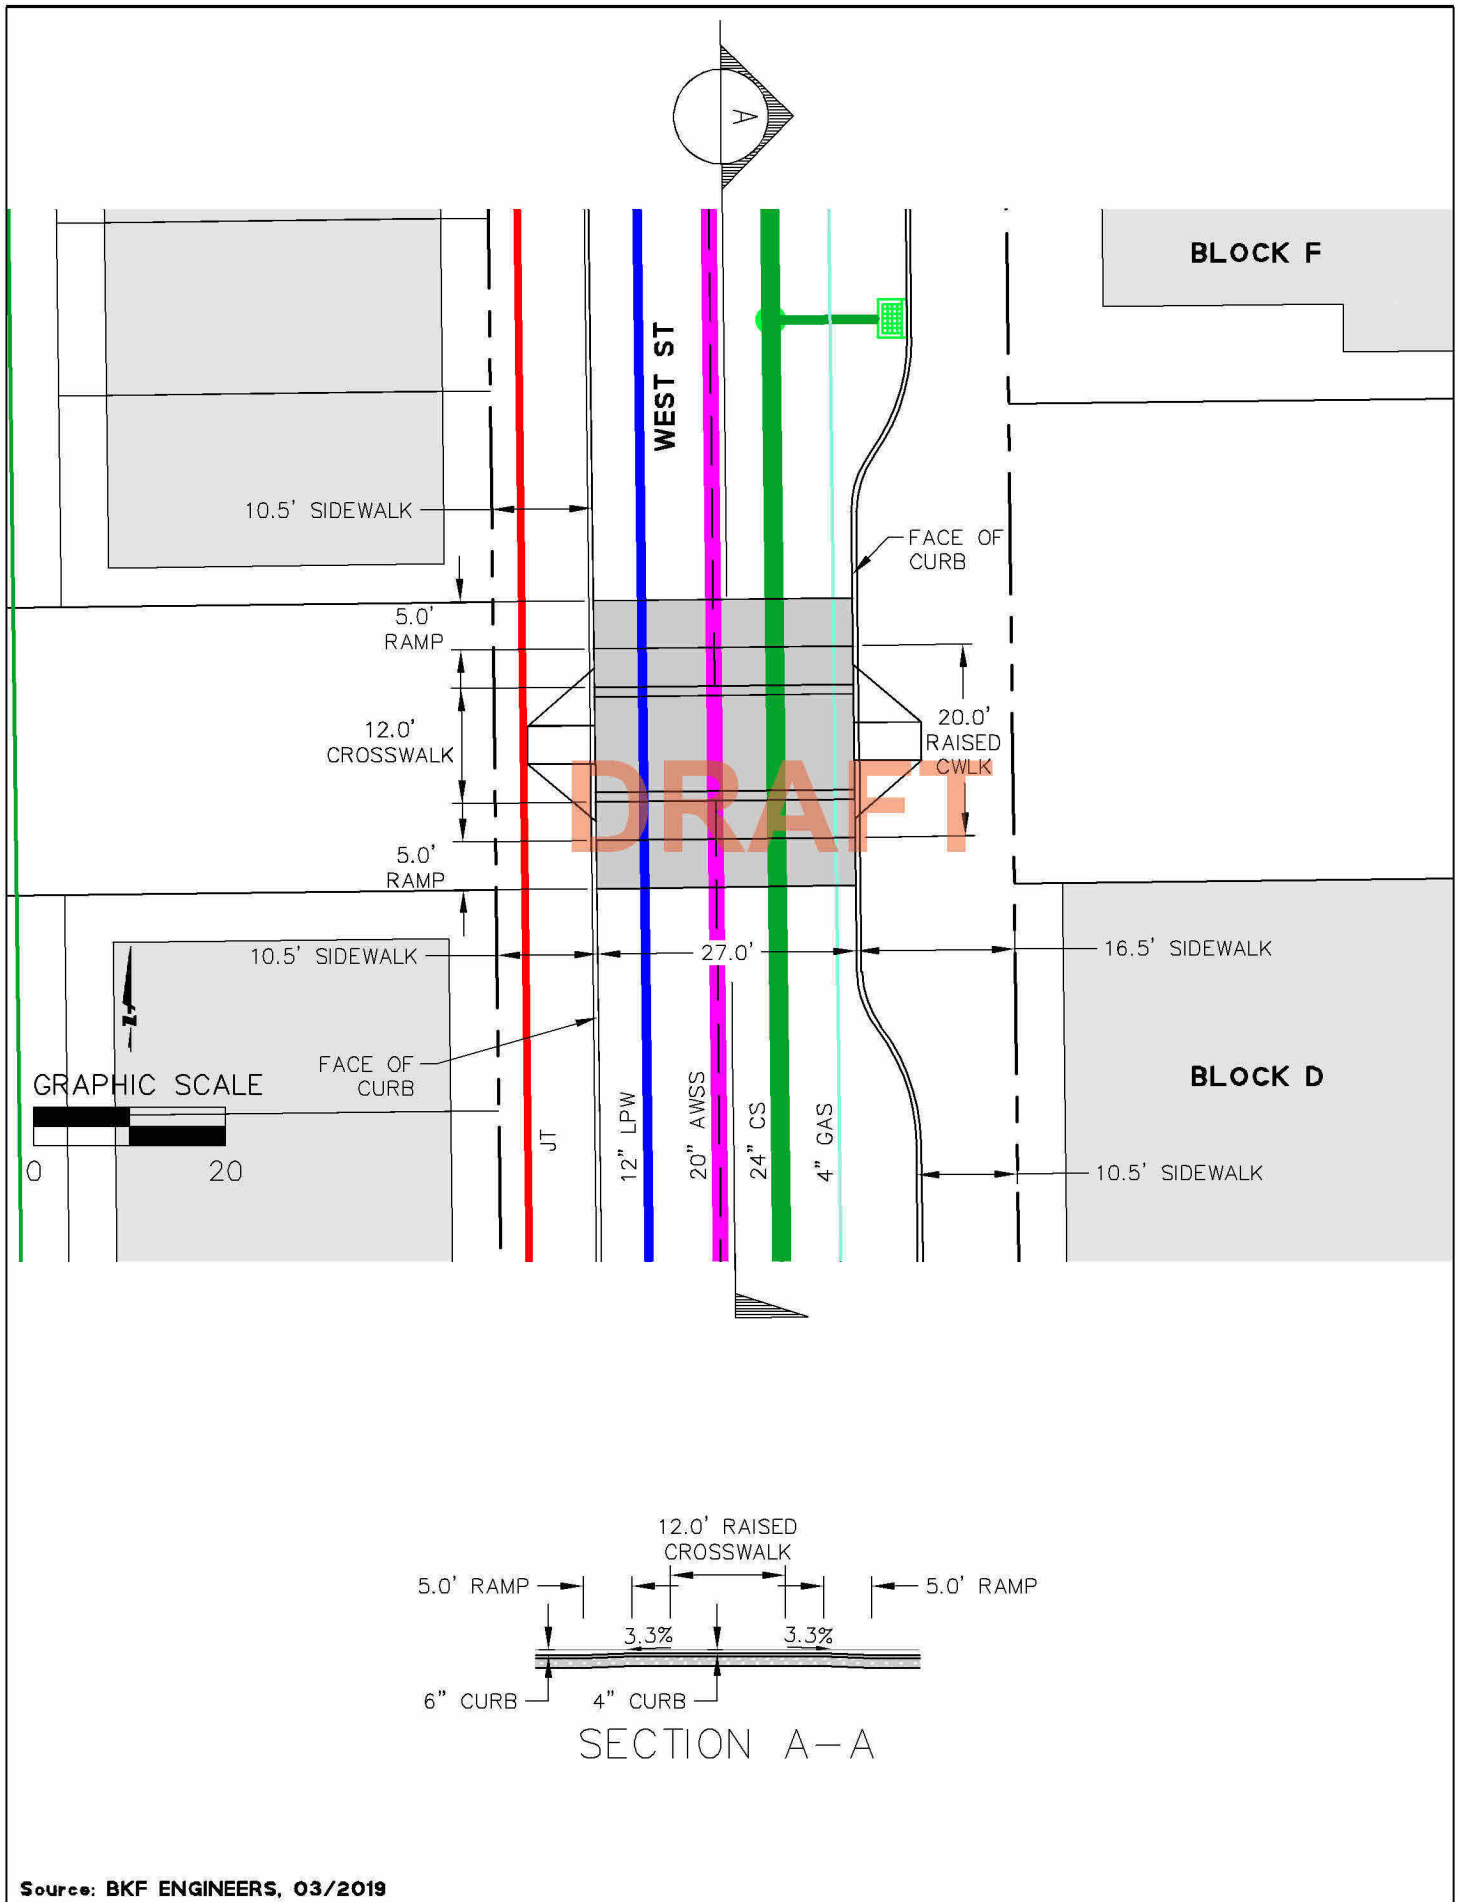 A
BLOCK F
WEST ST
10.5' SIDEWALK
FACE OF
CURB
5.0'
RAMP
12.0'
CROSSWALK
20.0'
RAISED
CWLK
DRAFT
5.0'
RAMP
10.5' SIDEWALK
27.0'
16.5' SIDEWALK
FACE OF
CURB
GRAPHIC SCALE
0 20
JT
12" LPW
20" AWSS
24" CS
4" GAS
BLOCK D
10.5' SIDEWALK
12.0' RAISED
CROSSWALK
5.0' RAMP
5.0' RAMP
3.3%
3.3%
6" CURB
4" CURB
SECTION A-A
Source: BKF ENGINEERS, 03/2019